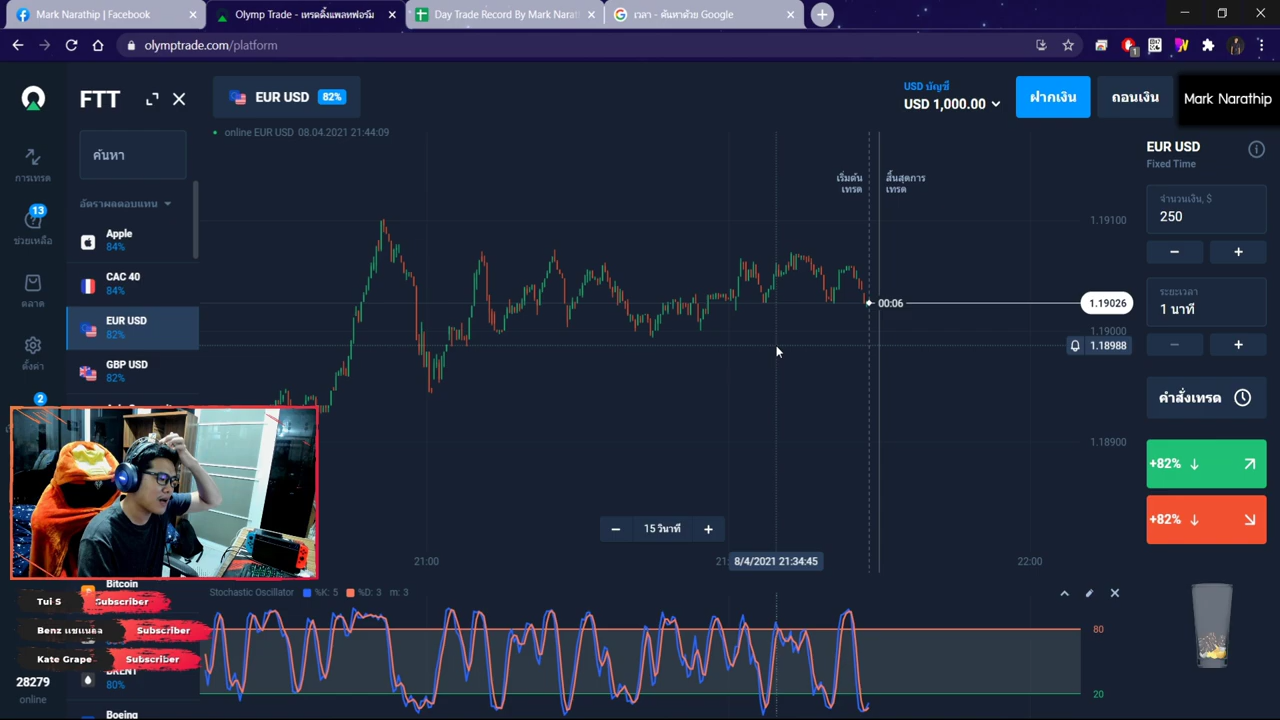 Mark Narathip | Facebook
Olymp Trade - เทรดดิ้งแพลทฟอร์ม
Day Trade Record By Mark Narat
เวลา - ค้นหาด้วย Google
olymptrade.com/platform
1
FTT
EUR USD 82%
USD บัญชี
USD 1,000.00
ฝากเงิน
ถอนเงิน
Mark Narathip
online EUR USD 08.04.2021 21:44:09
การเทรด
13
ช่วยเหลือ
ตลาด
ตั้งค่า
2
ค้นหา
อัตราผลตอบแทน
Apple
84%
CAC 40
84%
EUR USD
82%
GBP USD
82%
Bitcoin
BRENT
80%
Boeing
เริ่มต้น
เทรด
สิ้นสุดการ
เทรด
1.19100
00:06
1.19026
1.19000
1.18988
1.18900
EUR USD
Fixed Time
จำนวนเงิน, $
250
ระยะเวลา
1 นาที
คำสั่งเทรด
+82%
+82%
15 วินาที
21:00
8/4/2021 21:34:45
22:00
Stochastic Oscillator %K: 5 %D: 3 m: 3
80
20
Tui S Subscriber
Benz Subscriber
Kate Grape Subscriber
28279
online